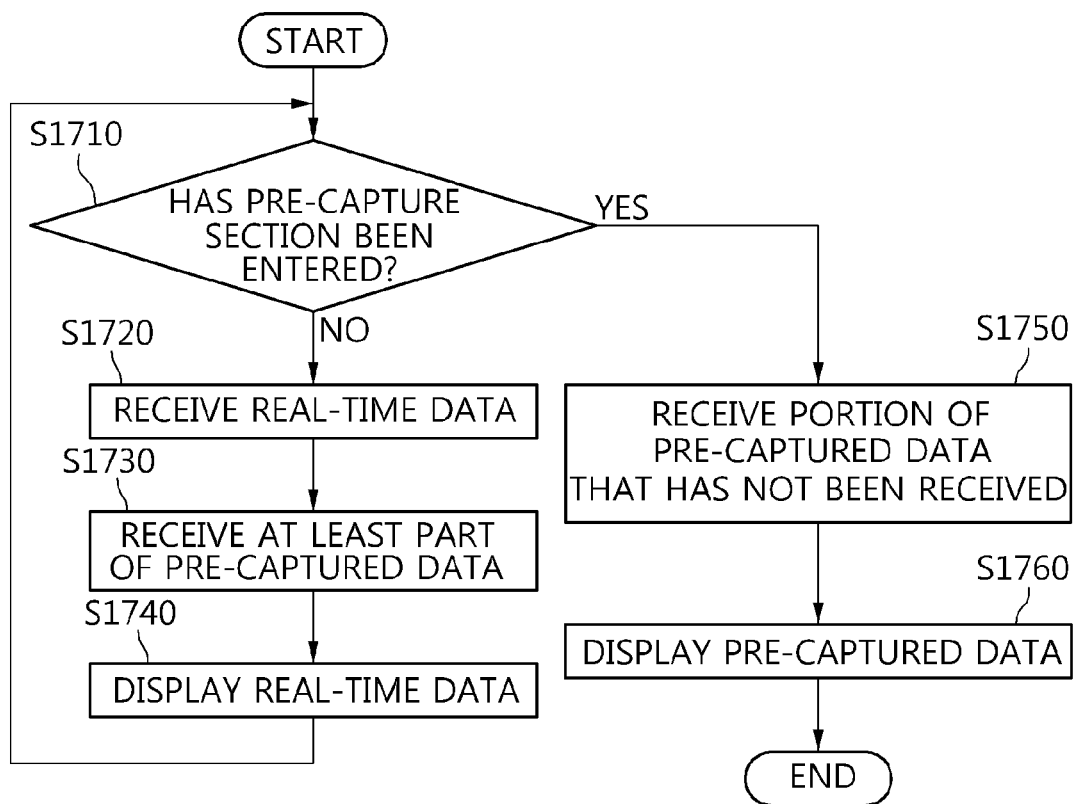 START
S1710
HAS PRE-CAPTURE
SECTION BEEN
ENTERED?
YES
NO
S1720
RECEIVE REAL-TIME DATA
S1730
RECEIVE AT LEAST PART
OF PRE-CAPTURED DATA
S1740
DISPLAY REAL-TIME DATA
S1750
RECEIVE PORTION OF
PRE-CAPTURED DATA
THAT HAS NOT BEEN RECEIVED
S1760
DISPLAY PRE-CAPTURED DATA
END